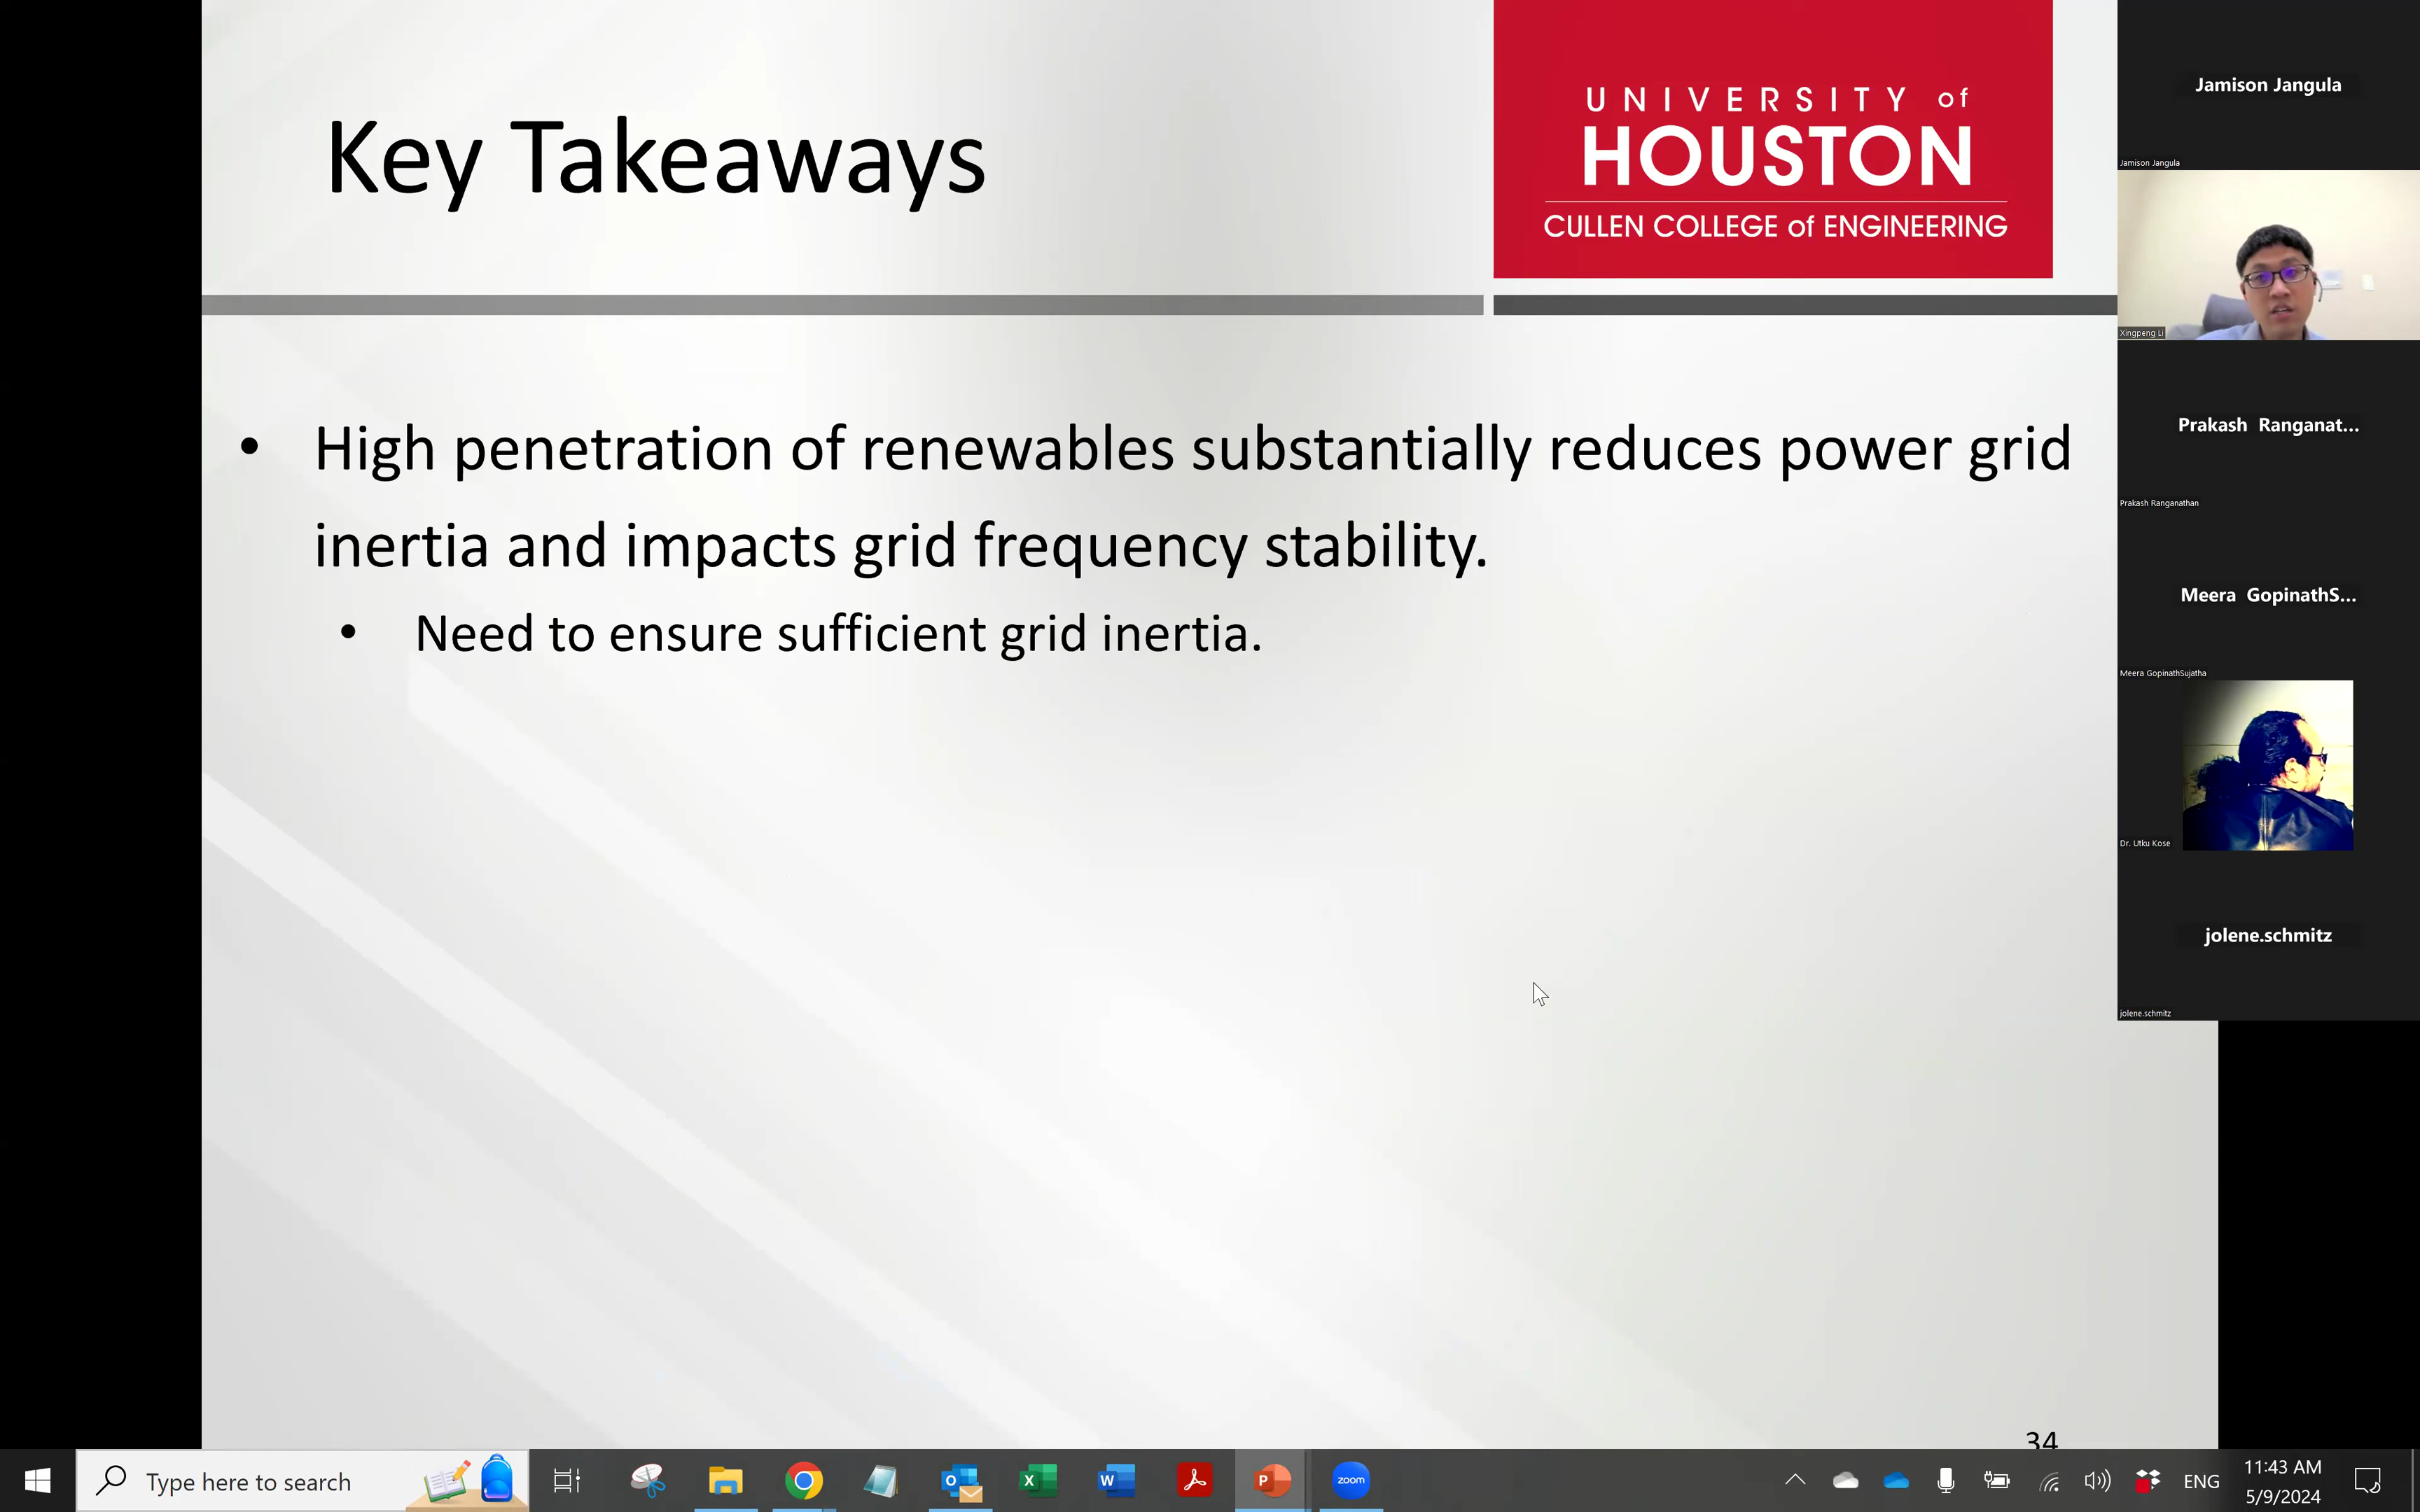 Key Takeaways
UNIVERSITY of
HOUSTON
CULLEN COLLEGE of ENGINEERING
• High penetration of renewables substantially reduces power grid
inertia and impacts grid frequency stability.
• Need to ensure sufficient grid inertia.
34
Jamison Jangula
Jamison Jangula
Xingpeng Li
Prakash Ranganat...
Prakash Ranganathan
Meera GopinathS...
Meera GopinathSujatha
Dr. Utku Kose
jolene.schmitz
jolene.schmitz
Type here to search
O
X
W
P
zoom
ENG
11:43 AM
5/9/2024